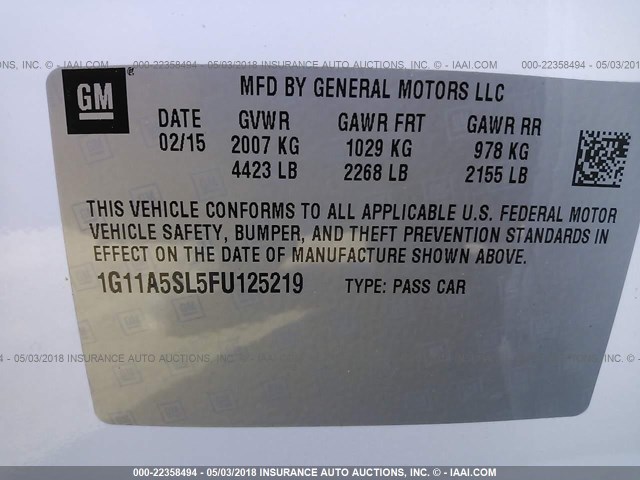 000-22358494 - 05/03/2018 INSURANCE AUTO AUCTIONS, INC. - IAAI.COM
GM
MFD BY GENERAL MOTORS LLC
DATE GVWR GAWR FRT GAWR RR
02/15 2007 KG 1029 KG 978 KG
4423 LB 2268 LB 2155 LB
THIS VEHICLE CONFORMS TO ALL APPLICABLE U.S. FEDERAL MOTOR
VEHICLE SAFETY, BUMPER, AND THEFT PREVENTION STANDARDS IN
EFFECT ON THE DATE OF MANUFACTURE SHOWN ABOVE.
1G11A5SL5FU125219 TYPE: PASS CAR
000-22358494 - 05/03/2018 INSURANCE AUTO AUCTIONS, INC. - IAAI.COM
000-22358494 - 05/03/2018 INSURANCE AUTO AUCTIONS, INC. - IAAI.COM